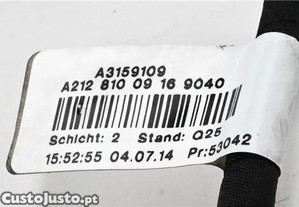 A3159109
A212 810 09 16 9040
Schicht: 2 Stand: Q25
15:52:55 04.07.14 Pr:53042
CustoJusto.pt